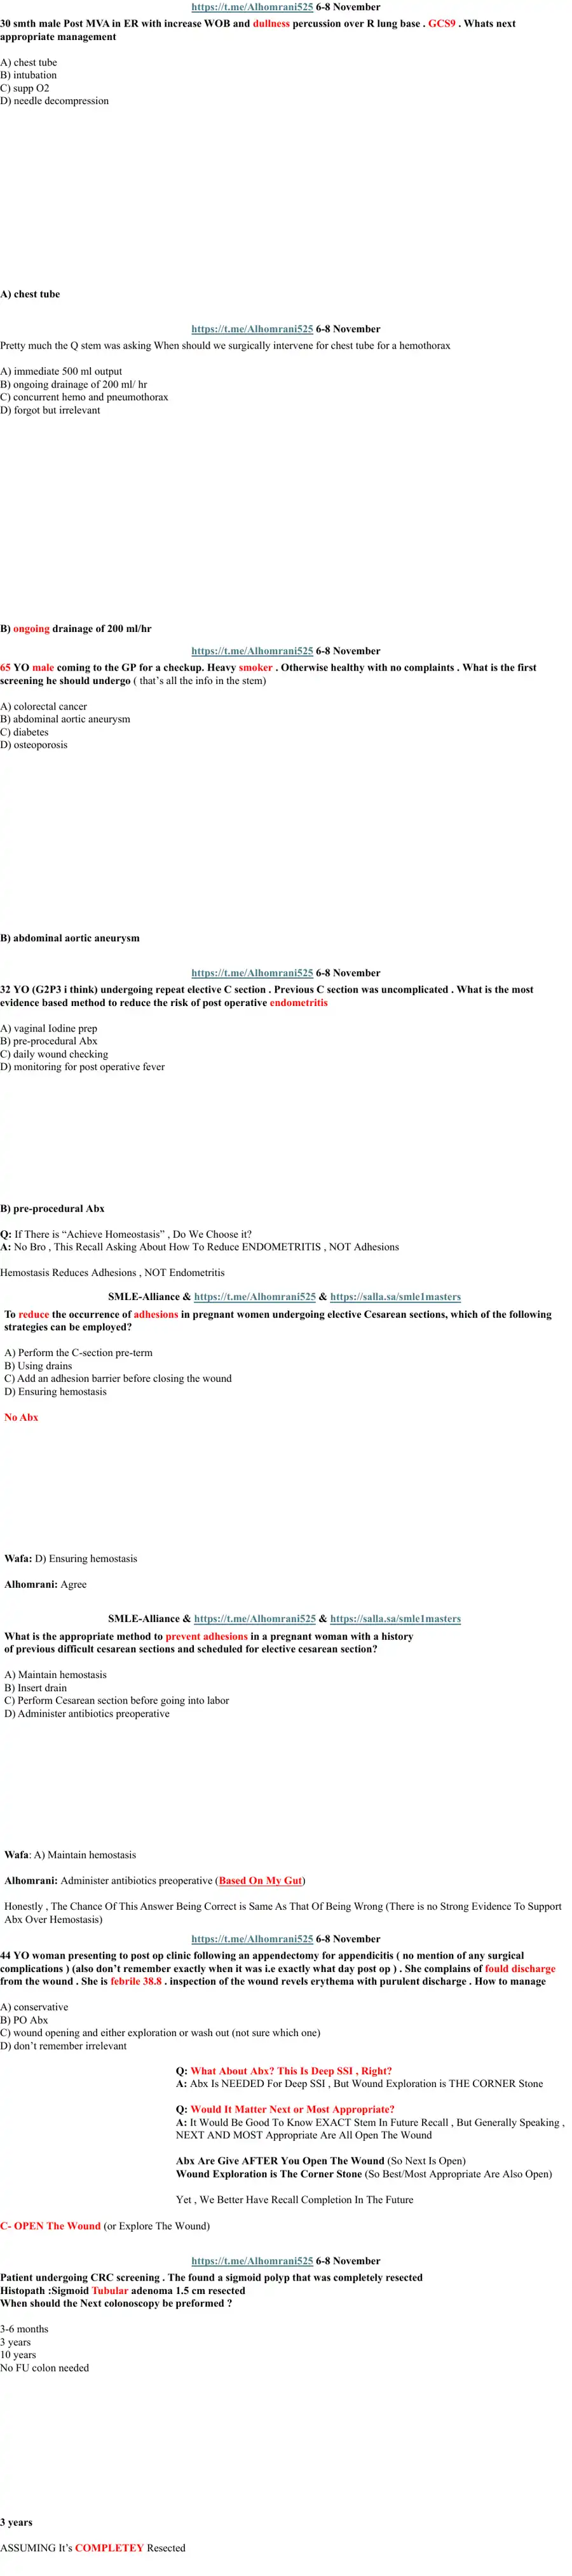 https://t.me/Alhomrani525 6-8 November
30 smth male Post MVA in ER with increase WOB and dullness percussion over R lung base . GCS9 . Whats next
appropriate management
A) chest tube
B) intubation
C) supp O2
D) needle decompression
A) chest tube
https://t.me/Alhomrani525 6-8 November
Pretty much the Q stem was asking When should we surgically intervene for chest tube for a hemothorax
A) immediate 500 ml output
B) ongoing drainage of 200 ml/ hr
C) concurrent hemo and pneumothorax
D) forgot but irrelevant
B) ongoing drainage of 200 ml/hr
https://t.me/Alhomrani525 6-8 November
65 YO male coming to the GP for a checkup. Heavy smoker . Otherwise healthy with no complaints . What is the first
screening he should undergo ( that’s all the info in the stem)
A) colorectal cancer
B) abdominal aortic aneurysm
C) diabetes
D) osteoporosis
B) abdominal aortic aneurysm
https://t.me/Alhomrani525 6-8 November
32 YO (G2P3 i think) undergoing repeat elective C section . Previous C section was uncomplicated . What is the most
evidence based method to reduce the risk of post operative endometritis
A) vaginal Iodine prep
B) pre-procedural Abx
C) daily wound checking
D) monitoring for post operative fever
B) pre-procedural Abx
Q: If There is “Achieve Homeostasis” , Do We Choose it?
A: No Bro , This Recall Asking About How To Reduce ENDOMETRITIS , NOT Adhesions
Hemostasis Reduces Adhesions , NOT Endometritis
SMLE-Alliance & https://t.me/Alhomrani525 & https://salla.sa/smle1masters
To reduce the occurrence of adhesions in pregnant women undergoing elective Cesarean sections, which of the following
strategies can be employed?
A) Perform the C-section pre-term
B) Using drains
C) Add an adhesion barrier before closing the wound
D) Ensuring hemostasis
No Abx
Wafa: D) Ensuring hemostasis
Alhomrani: Agree
SMLE-Alliance & https://t.me/Alhomrani525 & https://salla.sa/smle1masters
What is the appropriate method to prevent adhesions in a pregnant woman with a history
of previous difficult cesarean sections and scheduled for elective cesarean section?
A) Maintain hemostasis
B) Insert drain
C) Perform Cesarean section before going into labor
D) Administer antibiotics preoperative
Wafa: A) Maintain hemostasis
Alhomrani: Administer antibiotics preoperative (Based On My Gut)
Honestly , The Chance Of This Answer Being Correct is Same As That Of Being Wrong (There is no Strong Evidence To Support
Abx Over Hemostasis)
https://t.me/Alhomrani525 6-8 November
44 YO woman presenting to post op clinic following an appendectomy for appendicitis ( no mention of any surgical
complications ) (also don’t remember exactly when it was i.e exactly what day post op ) . She complains of fould discharge
from the wound . She is febrile 38.8 . inspection of the wound revels erythema with purulent discharge . How to manage
A) conservative
B) PO Abx
C) wound opening and either exploration or wash out (not sure which one)
D) don’t remember irrelevant
Q: What About Abx? This Is Deep SSI , Right?
A: Abx Is NEEDED For Deep SSI , But Wound Exploration is THE CORNER Stone
Q: Would It Matter Next or Most Appropriate?
A: It Would Be Good To Know EXACT Stem In Future Recall , But Generally Speaking ,
NEXT AND MOST Appropriate Are All Open The Wound
Abx Are Give AFTER You Open The Wound (So Next Is Open)
Wound Exploration is The Corner Stone (So Best/Most Appropriate Are Also Open)
Yet , We Better Have Recall Completion In The Future
C- OPEN The Wound (or Explore The Wound)
https://t.me/Alhomrani525 6-8 November
Patient undergoing CRC screening . The found a sigmoid polyp that was completely resected
Histopath :Sigmoid Tubular adenoma 1.5 cm resected
When should the Next colonoscopy be preformed ?
3-6 months
3 years
10 years
No FU colon needed
3 years
ASSUMING It’s COMPLETEY Resected